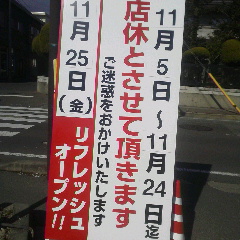 11月5日~11月24日迄
店休とさせて頂きます
ご迷惑をおかけいたします
11月25日(金)
リフレッシュ
オープン!!